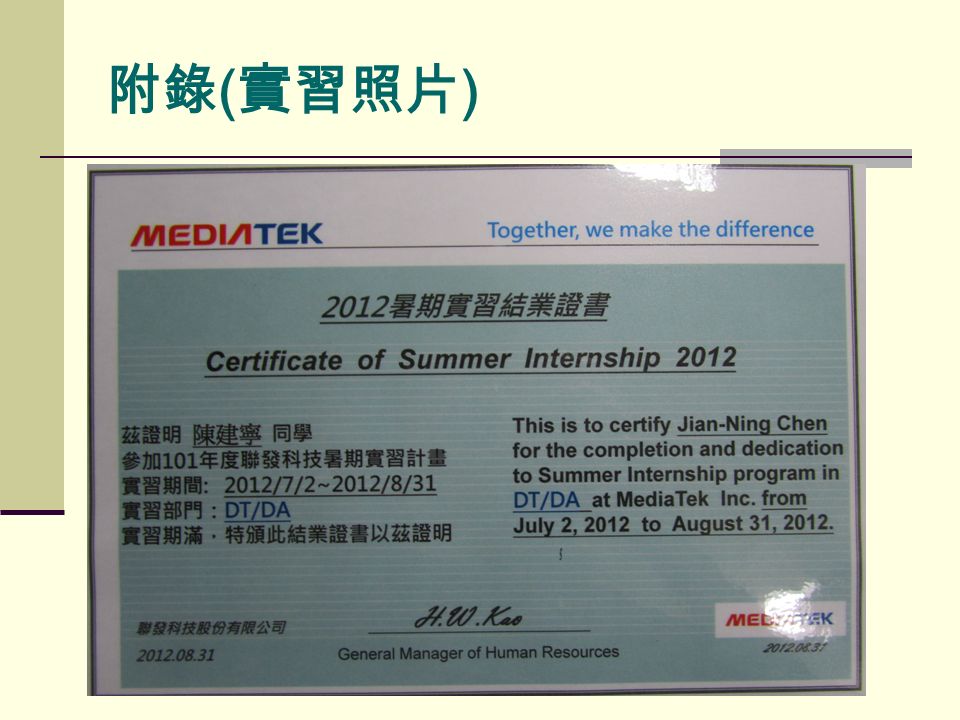 附錄(實習照片)
MEDIATEK
Together, we make the difference
2012暑期實習結業證書
Certificate of Summer Internship 2012
茲證明 陳建寧 同學
參加101年度聯發科技暑期實習計畫
實習期間: 2012/7/2~2012/8/31
實習部門：DT/DA
實習期滿，特頒此結業證書以茲證明
This is to certify Jian-Ning Chen
for the completion and dedication
to Summer Internship program in
DT/DA at MediaTek Inc. from
July 2, 2012 to August 31, 2012.
聯發科技股份有限公司
2012.08.31
H.W.Kao
General Manager of Human Resources
MEDIATEK
2012.08.31